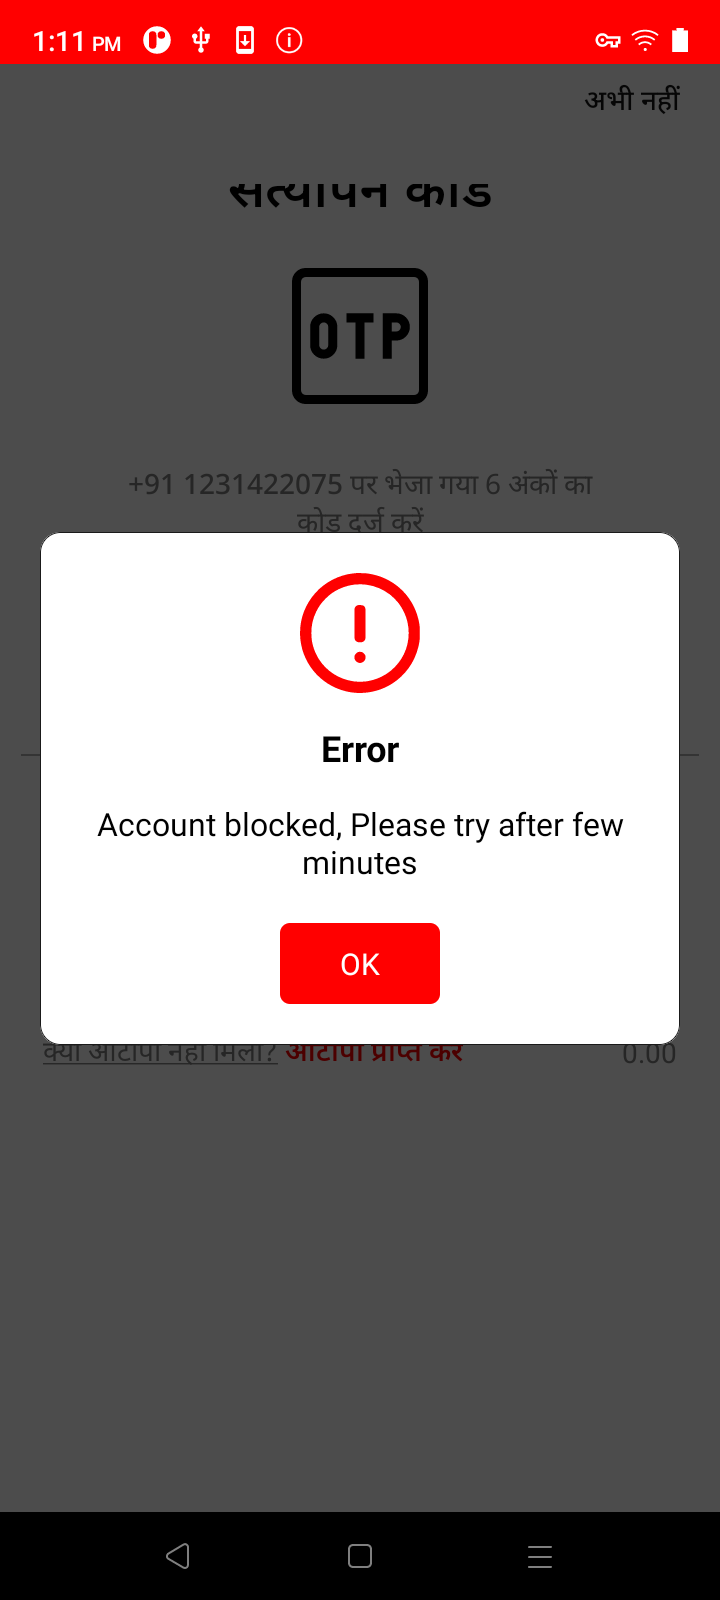 1:11 PM
अभी नहीं
सत्यापन कोड
OTP
+91 1231422075 पर भेजा गया 6 अंकों का
कोड दर्ज करें
Error
Account blocked, Please try after few
minutes
OK
क्या ओटीपी नहीं मिला? ओटीपी प्राप्त करें
0.00